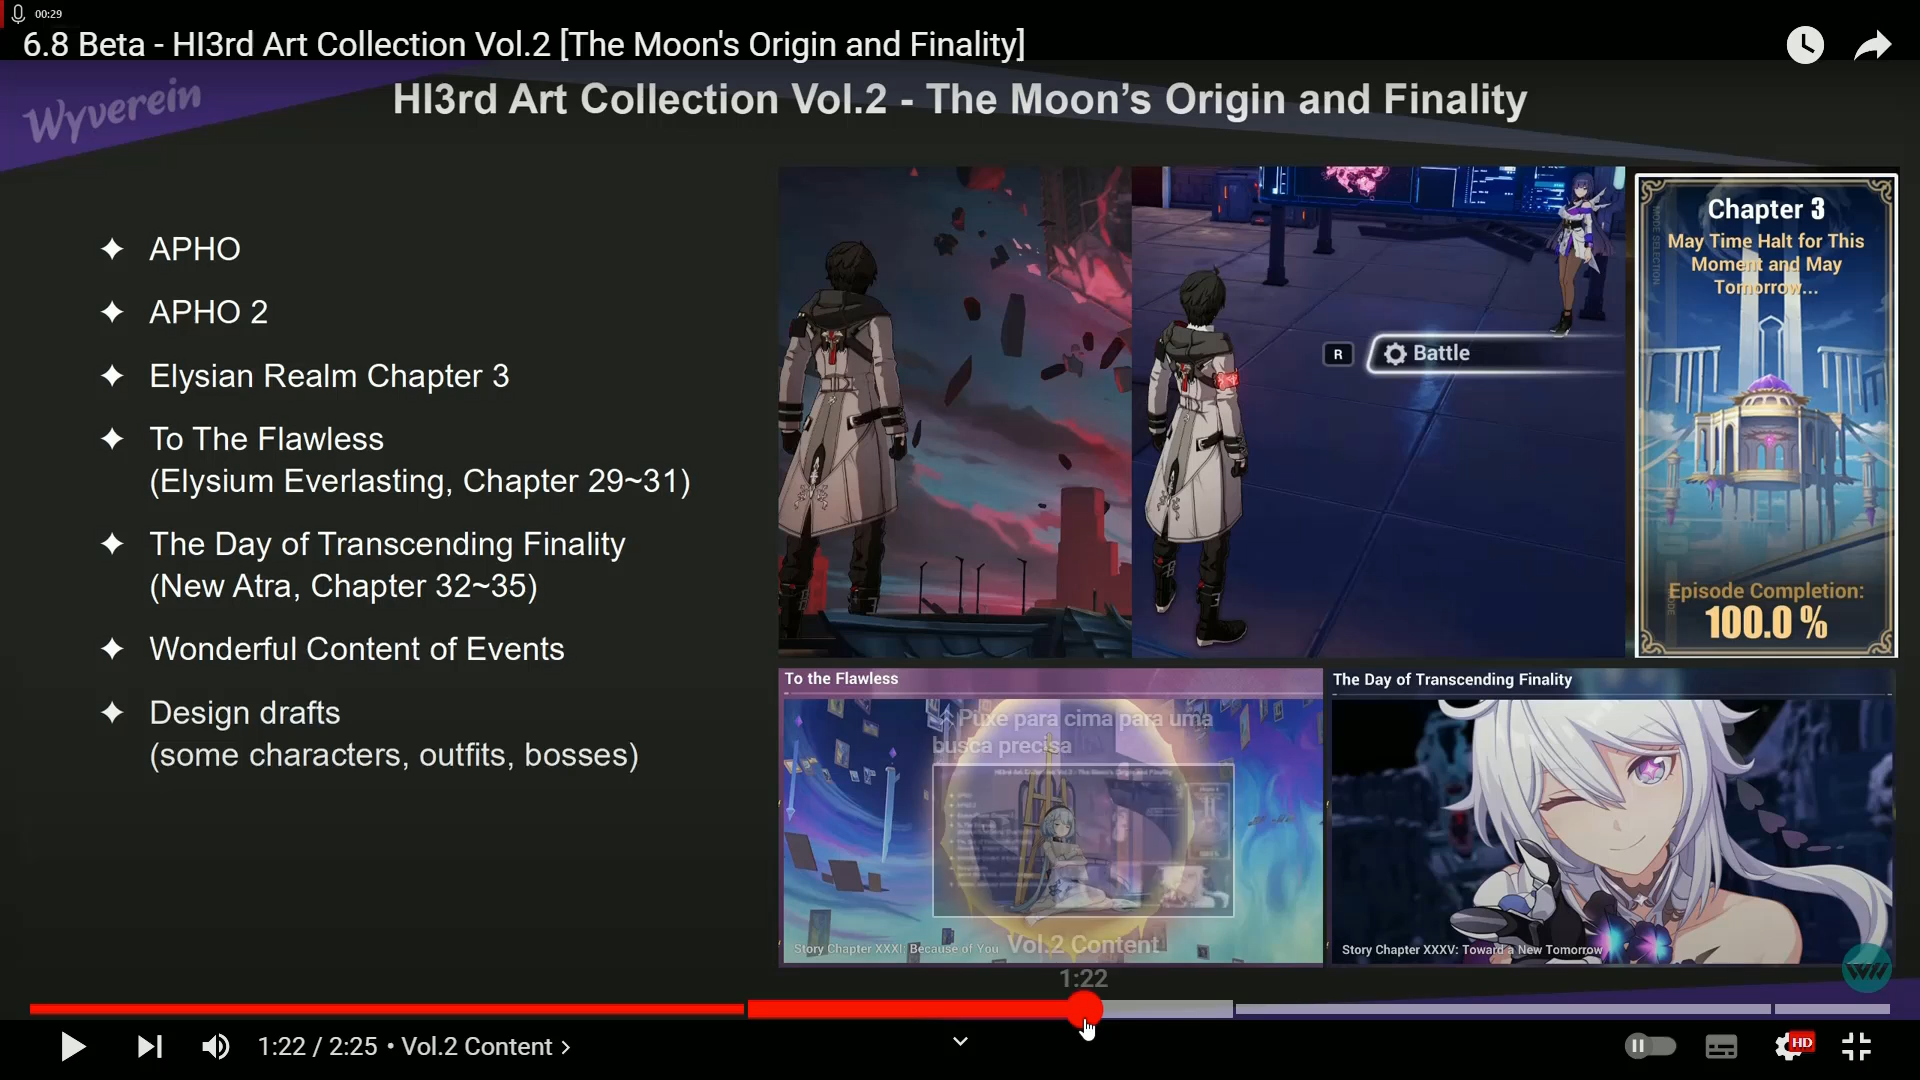 00:29
6.8 Beta - HI3rd Art Collection Vol.2 [The Moon's Origin and Finality]
Wyverein
HI3rd Art Collection Vol.2 - The Moon's Origin and Finality
APHO
APHO 2
Elysian Realm Chapter 3
To The Flawless
(Elysium Everlasting, Chapter 29~31)
The Day of Transcending Finality
(New Atra, Chapter 32~35)
Wonderful Content of Events
Design drafts
(some characters, outfits, bosses)
R
Battle
MODE SELECTION
Chapter 3
May Time Halt for This
Moment and May
Tomorrow...
Episode Completion:
100.0 %
To the Flawless
Puxe para cima para uma
busca precisa
Story Chapter XXXI: Because of You
Vol.2 Content
1:22
The Day of Transcending Finality
Story Chapter XXXV: Toward a New Tomorrow
1:22 / 2:25 • Vol.2 Content >
HD